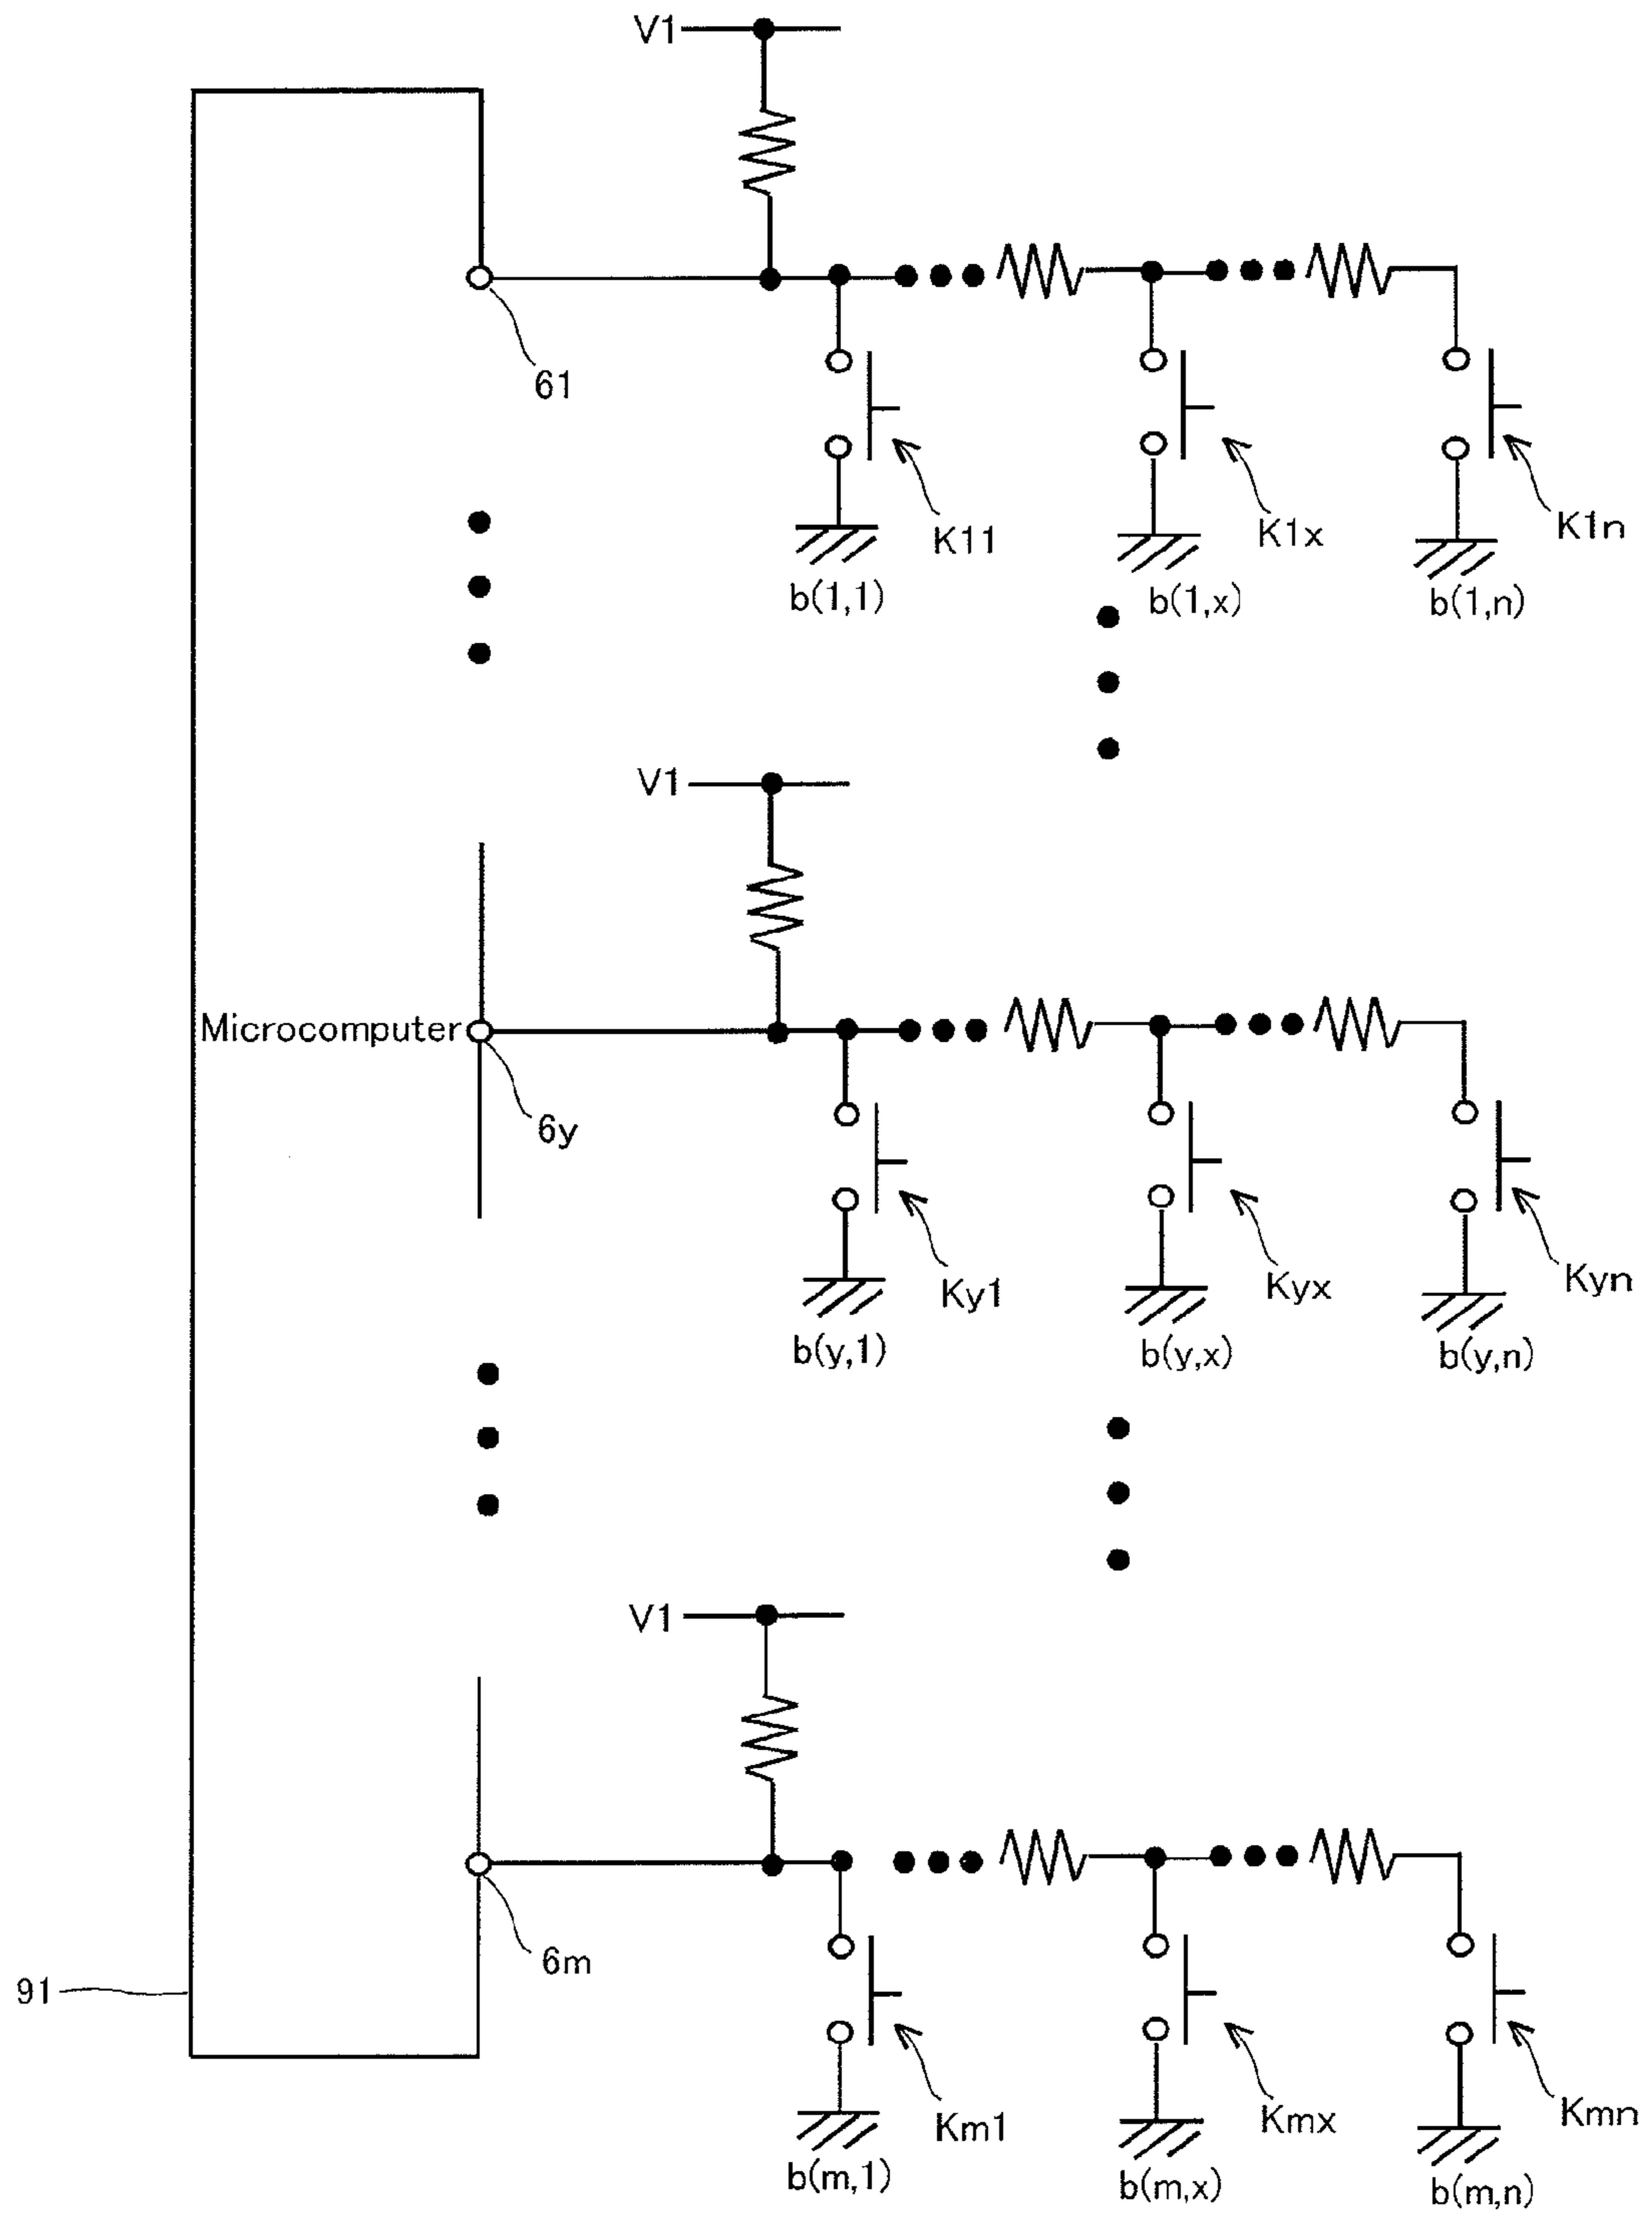 V1
61
K11
K1x
K1n
b(1,1)
b(1,x)
b(1,n)
V1
Microcomputer
6y
Ky1
Kyx
Kyn
b(y,1)
b(y,x)
b(y,n)
V1
6m
91
Km1
Kmx
Kmn
b(m,1)
b(m,x)
b(m,n)